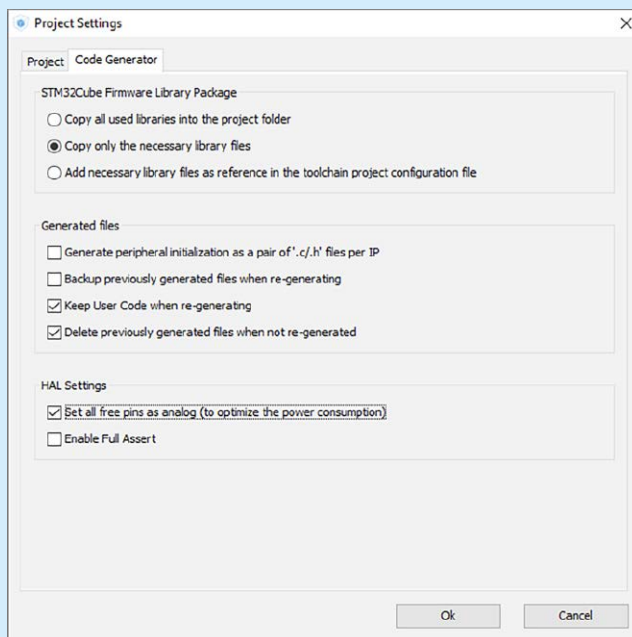 Project Settings
Project
Code Generator
STM32Cube Firmware Library Package
Copy all used libraries into the project folder
Copy only the necessary library files
Add necessary library files as reference in the toolchain project configuration file
Generated files
Generate peripheral initialization as a pair of '.c/.h' files per IP
Backup previously generated files when re-generating
Keep User Code when re-generating
Delete previously generated files when not re-generated
HAL Settings
Set all free pins as analog (to optimize the power consumption)
Enable Full Assert
Ok
Cancel